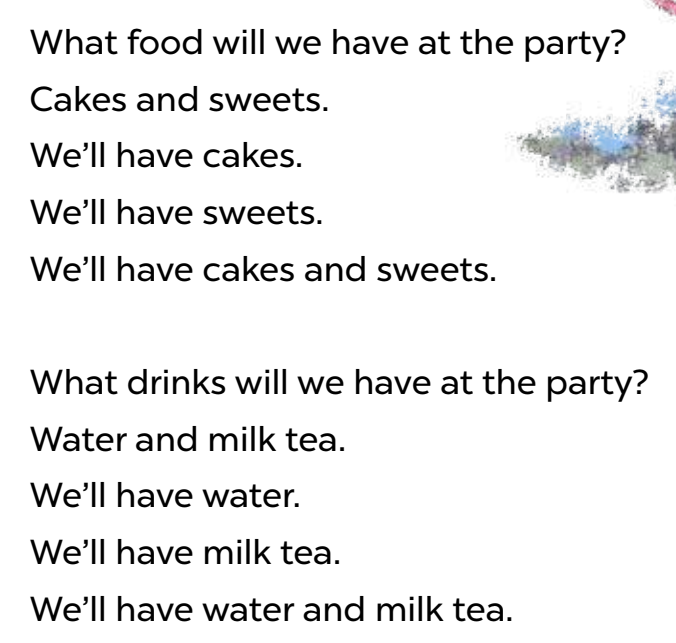 What food will we have at the party?
Cakes and sweets.
We’ll have cakes.
We’ll have sweets.
We’ll have cakes and sweets.
What drinks will we have at the party?
Water and milk tea.
We’ll have water.
We’ll have milk tea.
We’ll have water and milk tea.